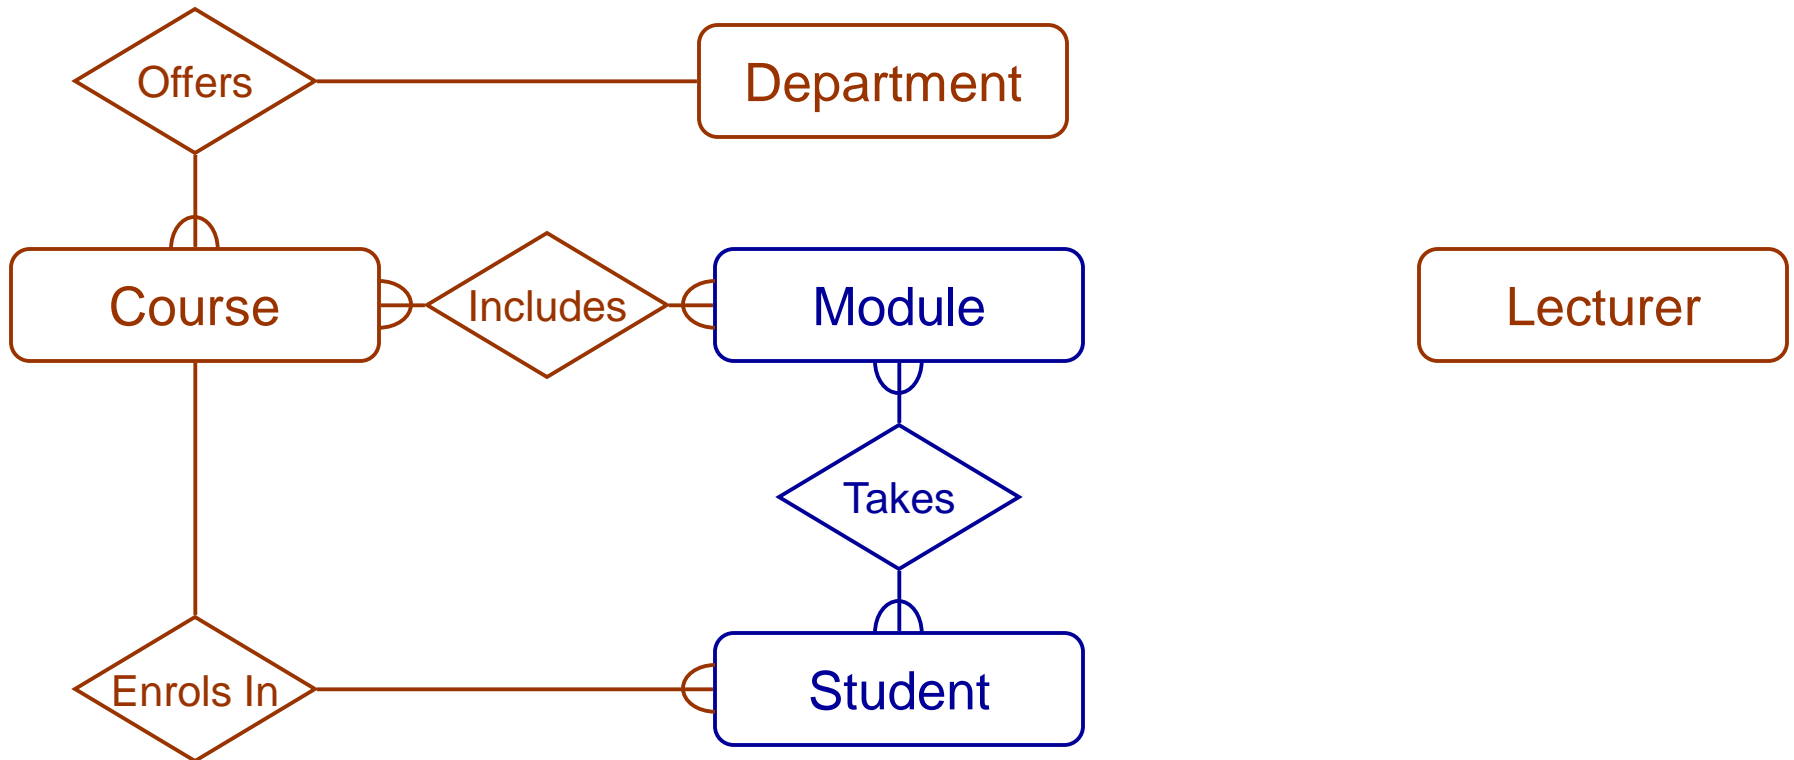 Offers
Department
Course
Includes
Module
Lecturer
Takes
Enrols In
Student